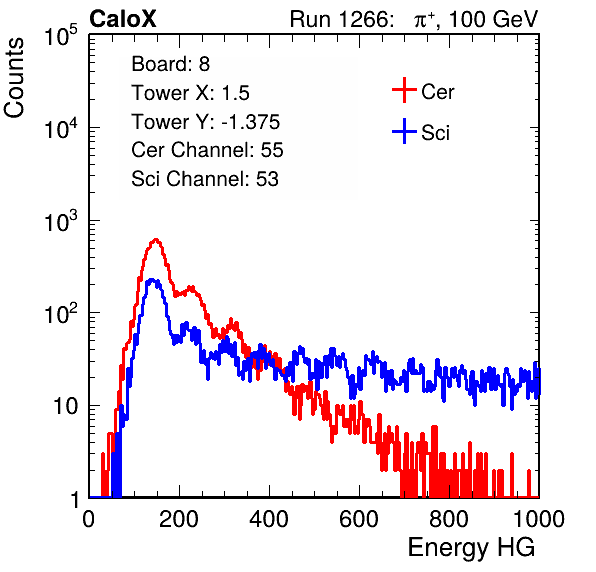 CaloX Run 1266: π⁺, 100 GeV
Counts
10⁵
10⁴
10³
10²
10
1
Board: 8
Tower X: 1.5
Tower Y: -1.375
Cer Channel: 55
Sci Channel: 53
Cer
Sci
0 200 400 600 800 1000
Energy HG